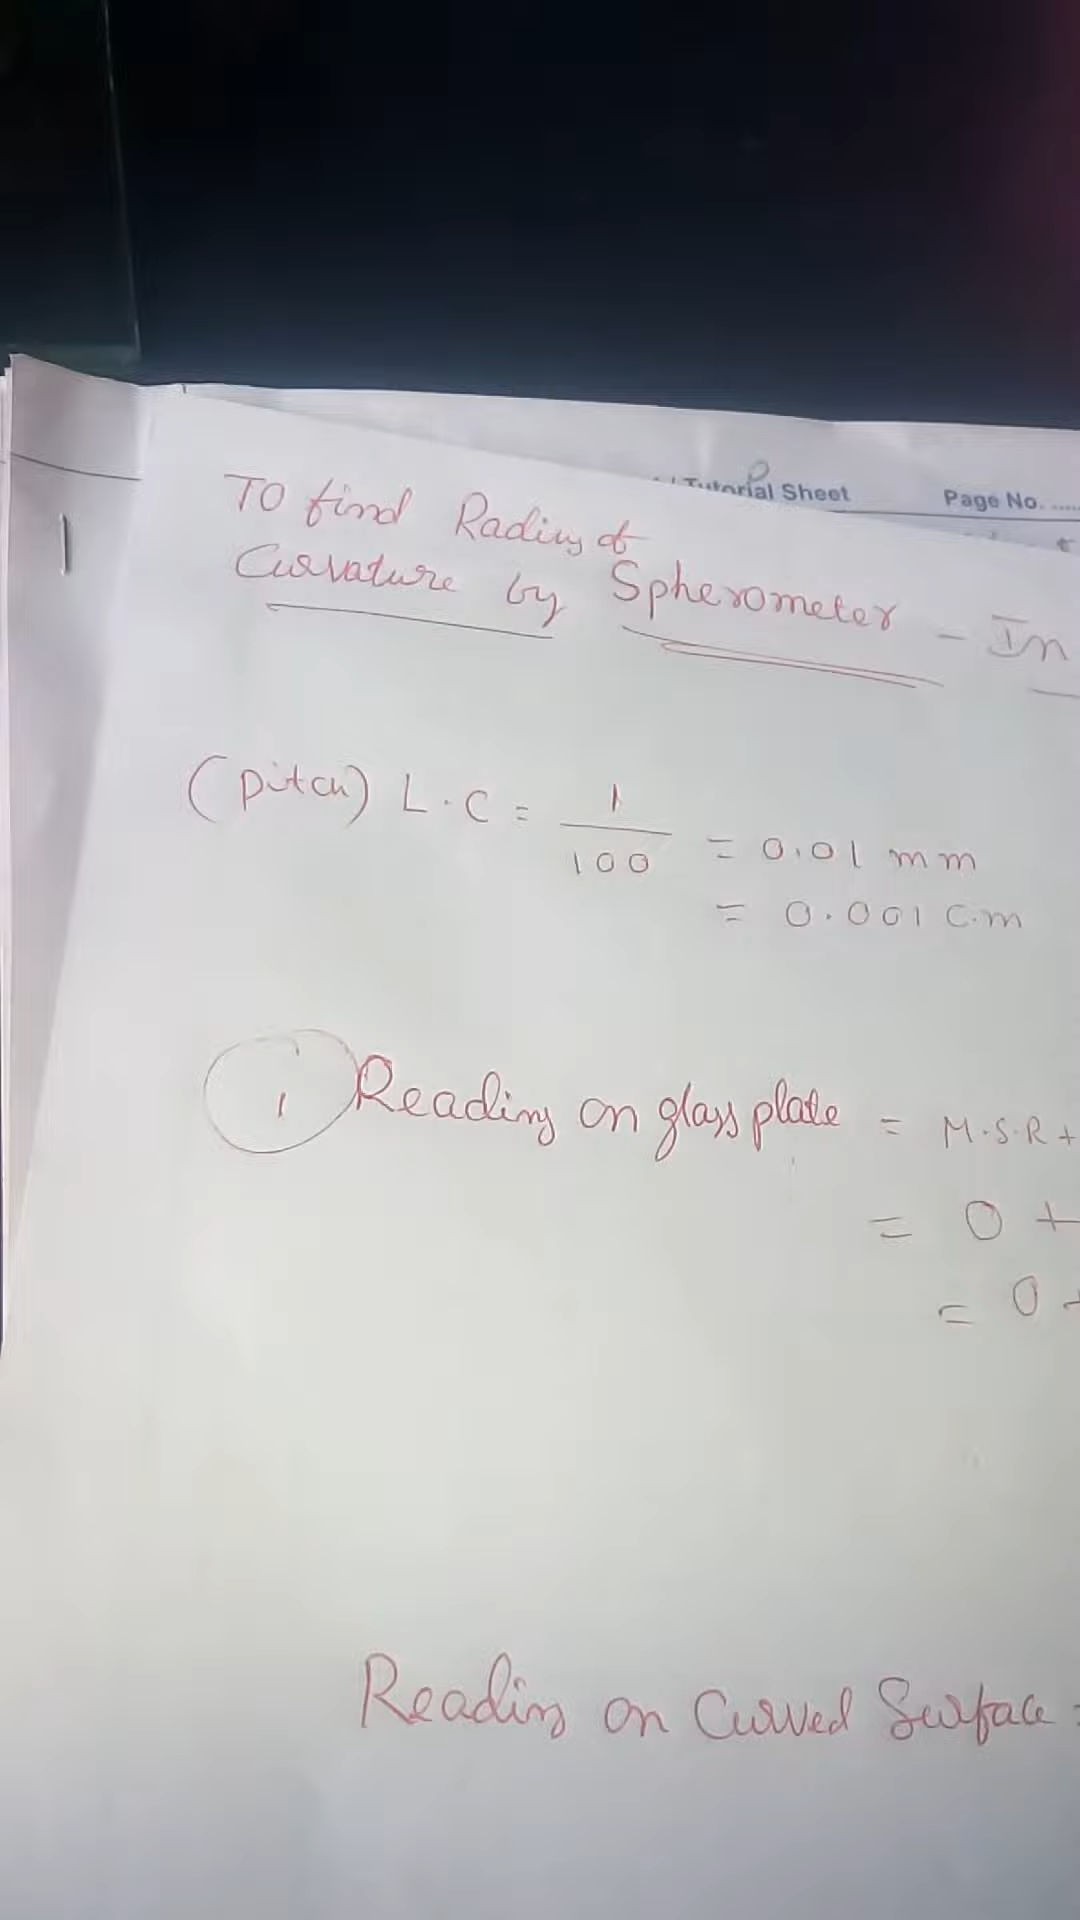 Tutorial Sheet
Page No. .....
To find Radius of
Curvature by Spherometer - In
(pitch) L.C = 1/100 = 0.01 mm
= 0.001 c.m
1 Reading on glass plate = M.S.R +
= 0 +
= 0 +
Reading on Curved Surface =